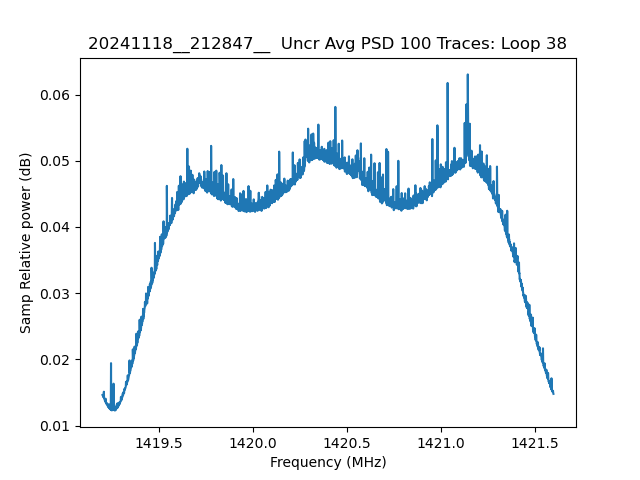 20241118__212847__  Uncr Avg PSD 100 Traces: Loop 38
Samp Relative power (dB)
0.06
0.05
0.04
0.03
0.02
0.01
1419.5 1420.0 1420.5 1421.0 1421.5
Frequency (MHz)